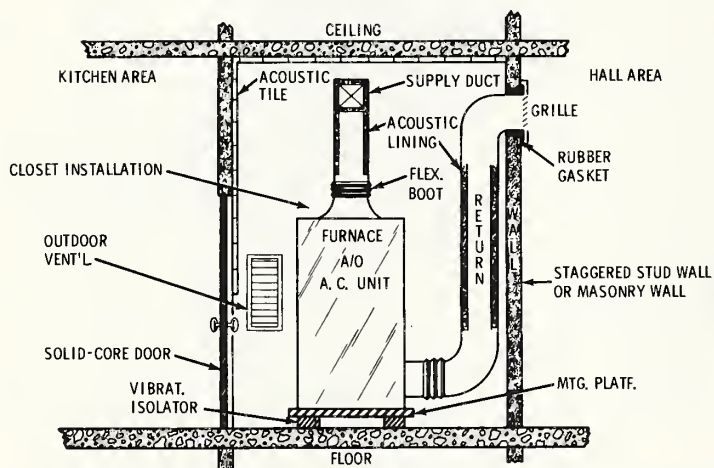 CEILING
KITCHEN AREA
ACOUSTIC
TILE
SUPPLY DUCT
HALL AREA
ACOUSTIC
LINING
GRILLE
RUBBER
GASKET
CLOSET INSTALLATION
FLEX.
BOOT
RETURN
WALL
FURNACE
A/O
A. C. UNIT
OUTDOOR
VENT'L
STAGGERED STUD WALL
OR MASONRY WALL
SOLID-CORE DOOR
VIBRAT.
ISOLATOR
MTG. PLATF.
FLOOR